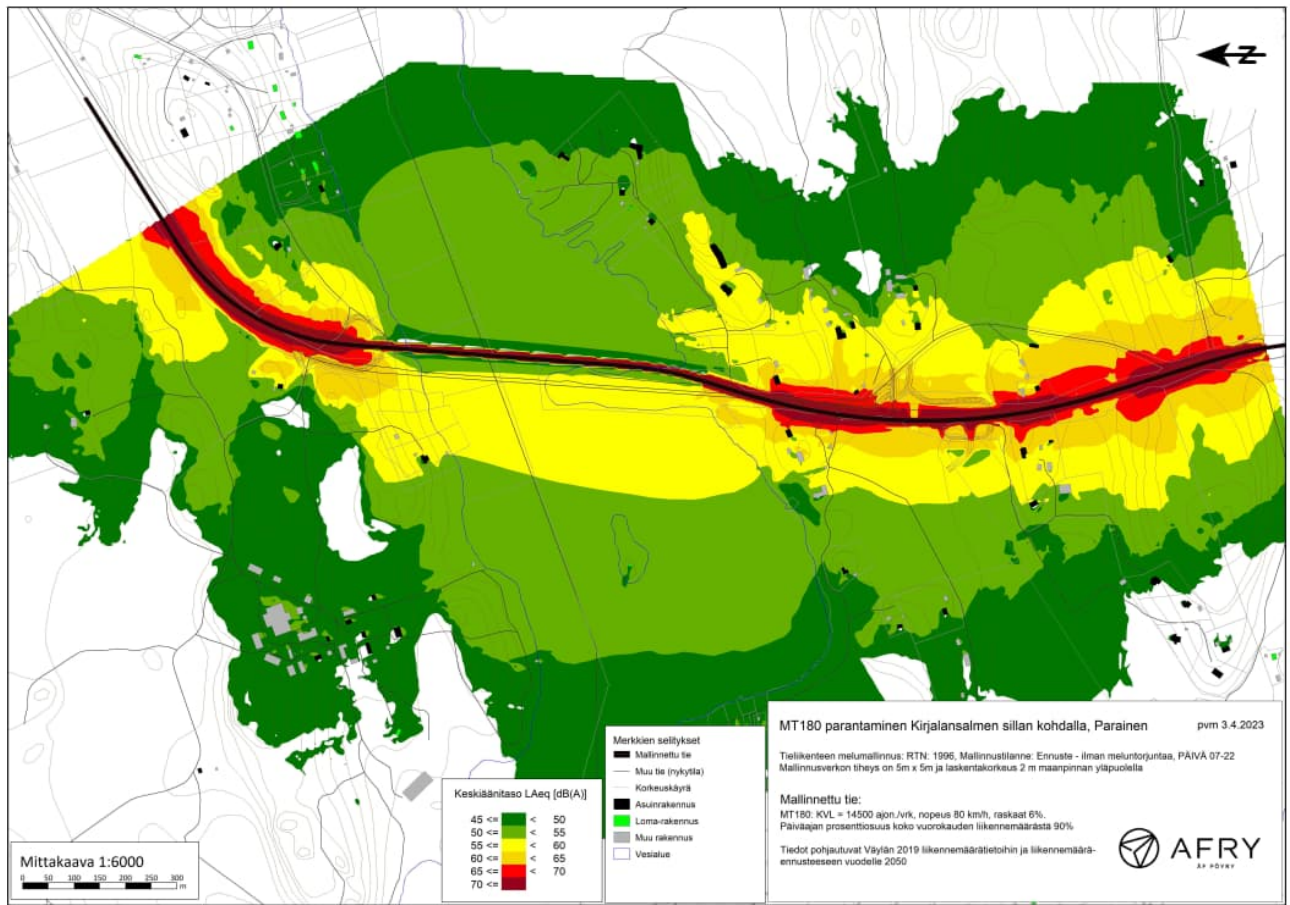 Z
MT180 parantaminen Kirjalansalmen sillan kohdalla, Parainen
pvm 3.4.2023
Tieliikenteen melumallinnus: RTN: 1996, Mallinnustilanne: Ennuste - ilman meluntorjuntaa, PÄIVÄ 07-22
Mallinnusverkon tiheys on 5m x 5m ja laskentakorkeus 2 m maanpinnan yläpuolella
Mallinnettu tie:
MT180: KVL = 14500 ajon./vrk, nopeus 80 km/h, raskaat 6%.
Päiväajan prosenttiosuus koko vuorokauden liikennemäärästä 90%
Tiedot pohjautuvat Väylän 2019 liikennemäärätietoihin ja liikennemäärä-
ennusteeseen vuodelle 2050
AFRY
ÅF PÖYRY
Merkkien selitykset
Mallinnettu tie
Muu tie (nykytila)
Korkeuskäyrä
Asuinrakennus
Loma-rakennus
Muu rakennus
Vesialue
Keskiäänitaso LAeq [dB(A)]
45 <= < 50
50 <= < 55
55 <= < 60
60 <= < 65
65 <= < 70
70 <=
Mittakaava 1:6000
0 50 100 150 200 250 300
m